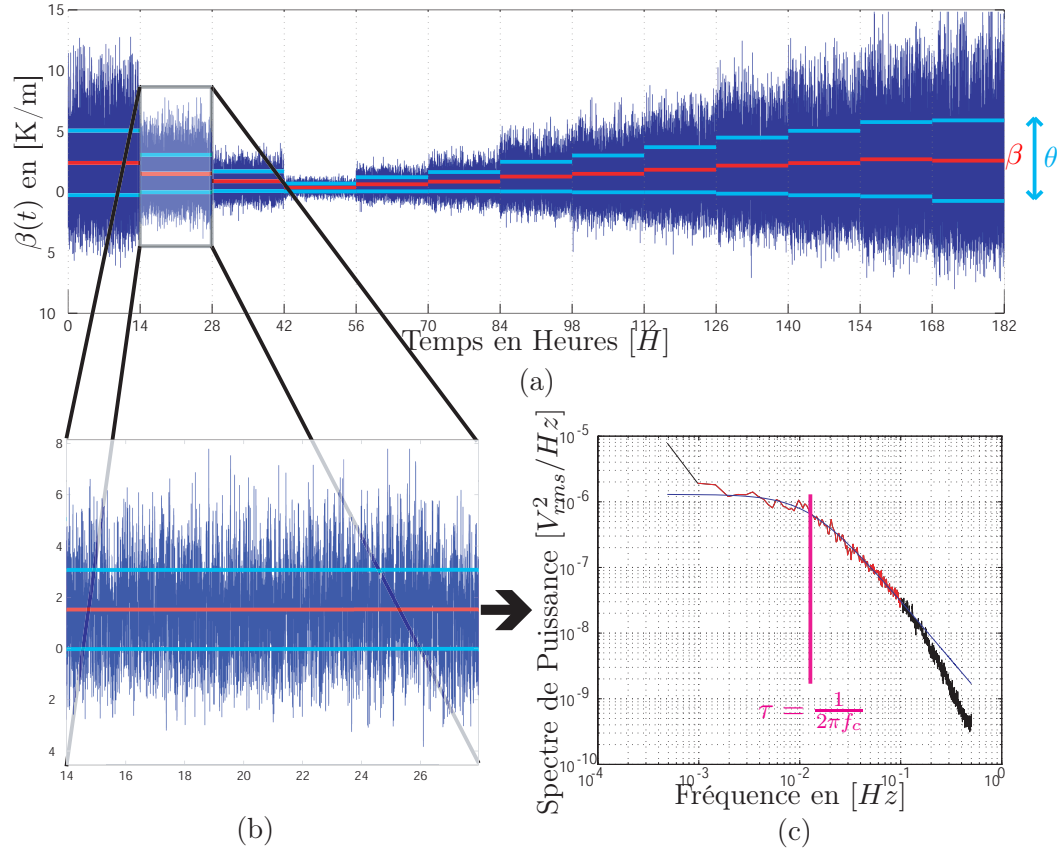 β(t) en [K/m]
15
10
5
0
5
10
0 14 28 42 56 70 84 98 112 126 140 154 168 182
β θ
Temps en Heures [H]
(a)
8
6
4
2
0
2
4
14 16 18 20 22 24 26
(b)
Spectre de Puissance [V²rms/Hz]
10⁻⁵
10⁻⁶
10⁻⁷
10⁻⁸
10⁻⁹
10⁻¹⁰
τ = 1/(2πf_c)
10⁻⁴ 10⁻³ 10⁻² 10⁻¹ 10⁰
Fréquence en [Hz]
(c)